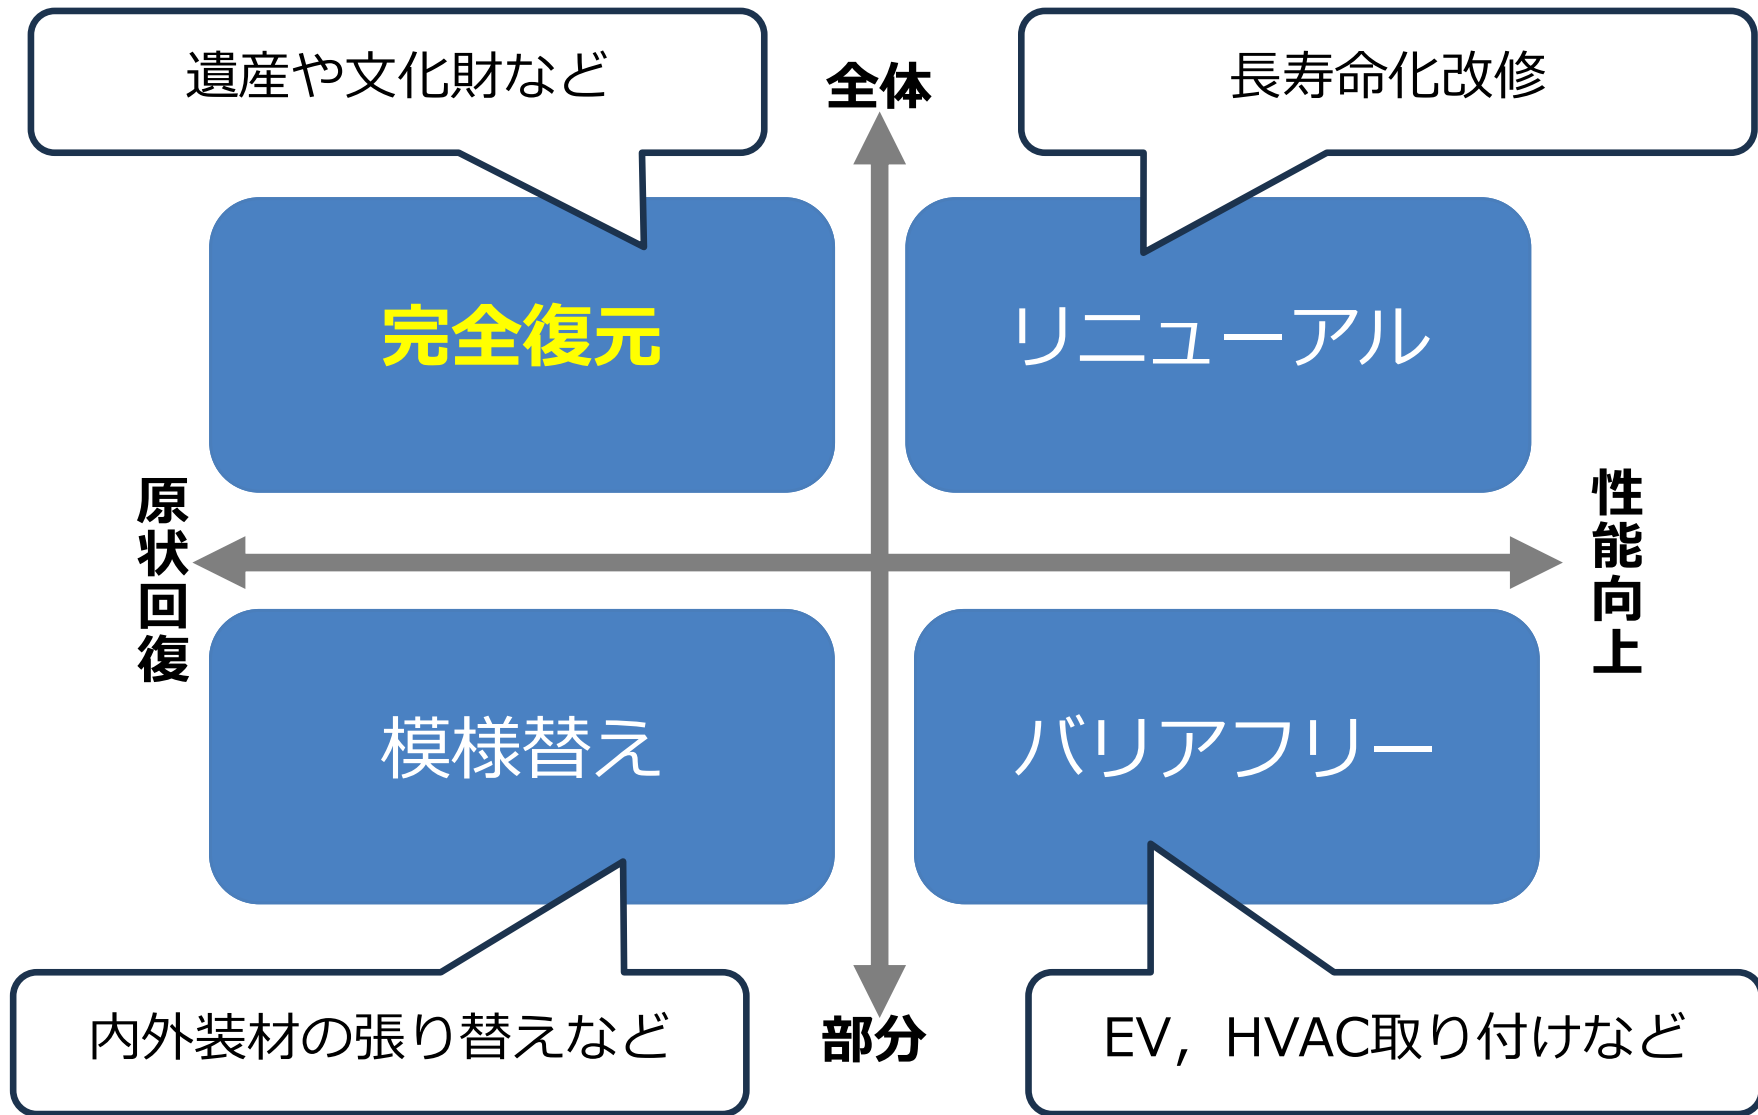 遺産や文化財など
全体
長寿命化改修
完全復元
リニューアル
原状回復
性能向上
模様替え
バリアフリー
内外装材の張り替えなど
部分
EV，HVAC取り付けなど